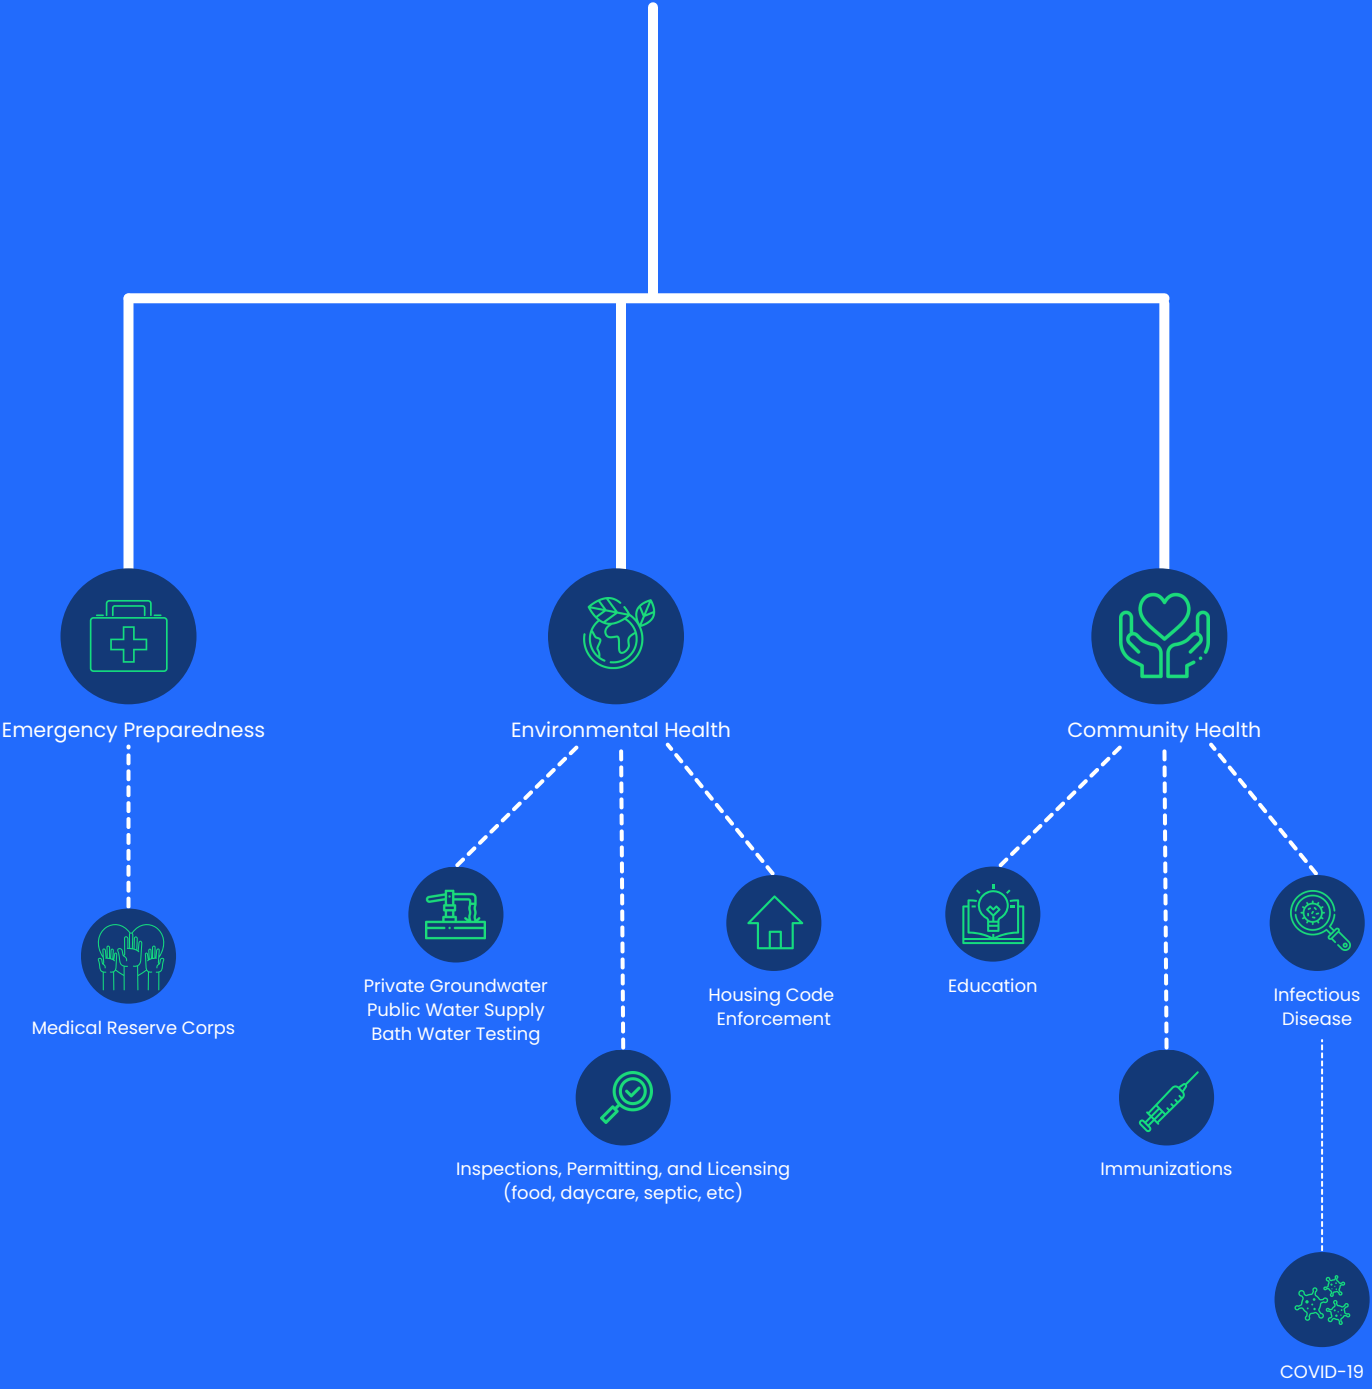 Emergency Preparedness
Environmental Health
Community Health
Medical Reserve Corps
Private Groundwater
Public Water Supply
Bath Water Testing
Housing Code
Enforcement
Education
Infectious
Disease
Inspections, Permitting, and Licensing
(food, daycare, septic, etc)
Immunizations
COVID-19